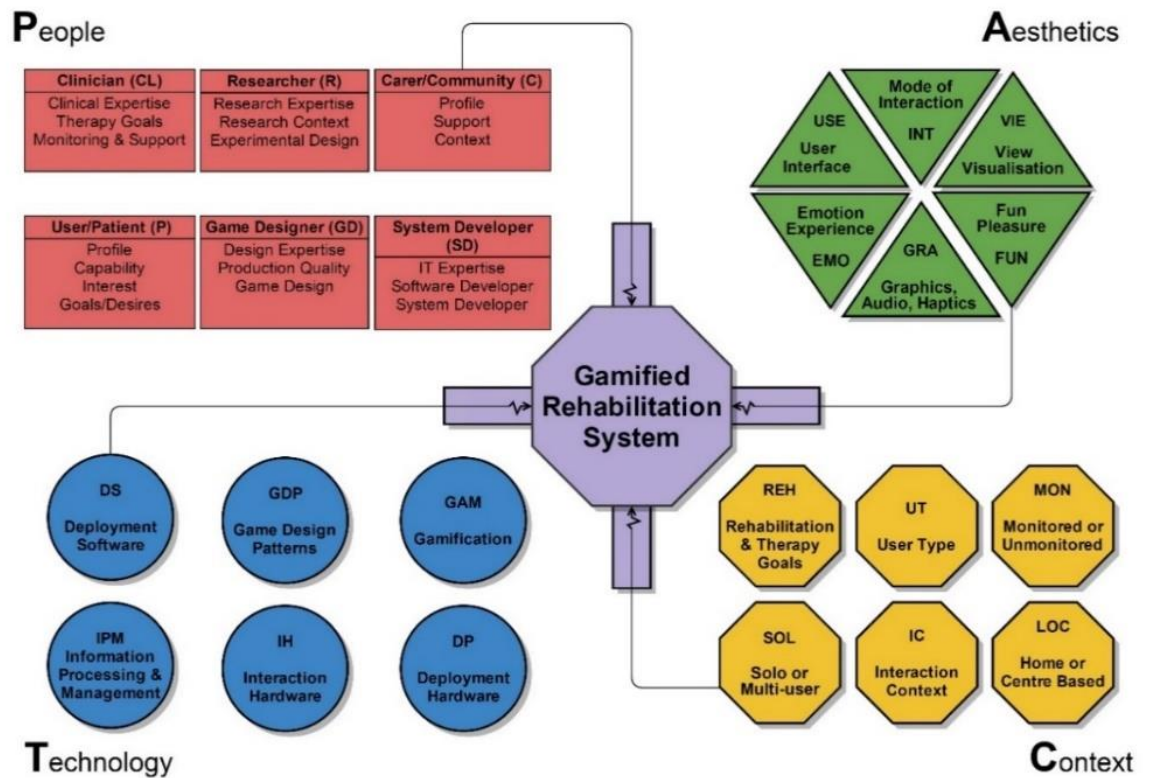 People
Clinician (CL)
Clinical Expertise
Therapy Goals
Monitoring & Support
Researcher (R)
Research Expertise
Research Context
Experimental Design
Carer/Community (C)
Profile
Support
Context
User/Patient (P)
Profile
Capability
Interest
Goals/Desires
Game Designer (GD)
Design Expertise
Production Quality
Game Design
System Developer
(SD)
IT Expertise
Software Developer
System Developer
Aesthetics
USE
User
Interface
Mode of
Interaction
INT
VIE
View
Visualisation
Emotion
Experience
EMO
GRA
Graphics,
Audio, Haptics
Fun
Pleasure
FUN
Gamified
Rehabilitation
System
DS
Deployment
Software
GDP
Game Design
Patterns
GAM
Gamification
IPM
Information
Processing &
Management
IH
Interaction
Hardware
DP
Deployment
Hardware
Technology
REH
Rehabilitation
& Therapy
Goals
UT
User Type
MON
Monitored or
Unmonitored
SOL
Solo or
Multi-user
IC
Interaction
Context
LOC
Home or
Centre Based
Context